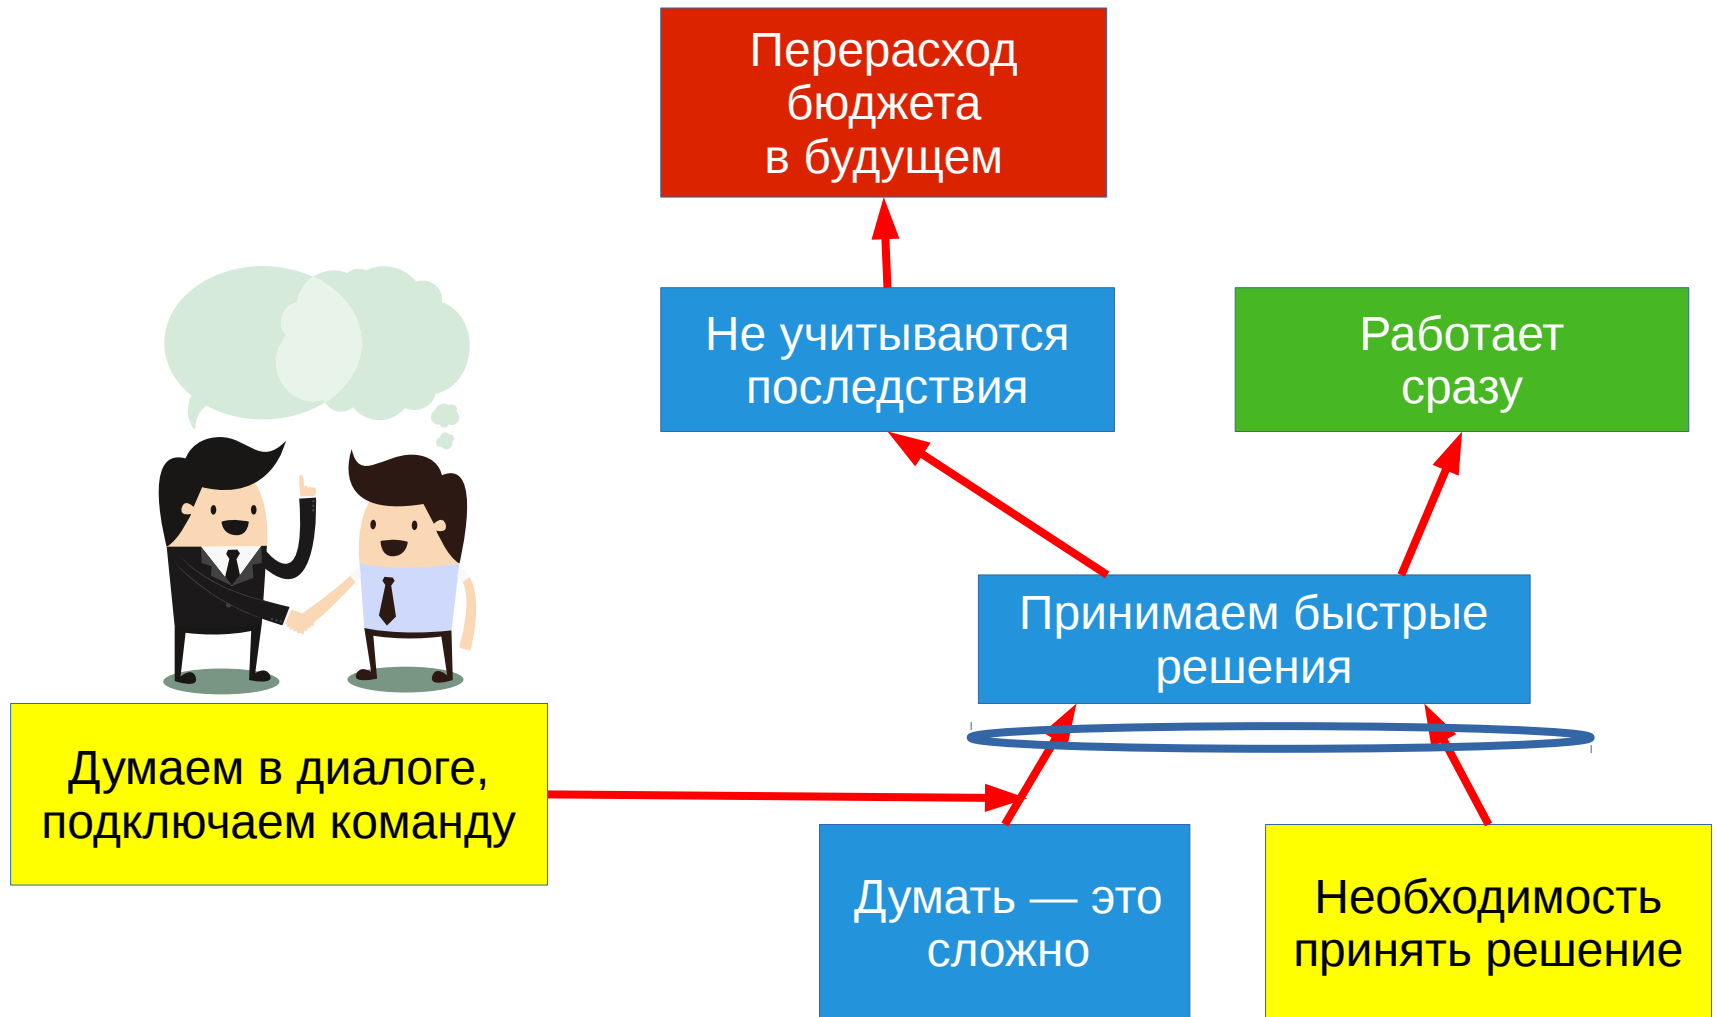 Перерасход
бюджета
в будущем
Не учитываются
последствия
Работает
сразу
Принимаем быстрые
решения
Думаем в диалоге,
подключаем команду
Думать — это
сложно
Необходимость
принять решение